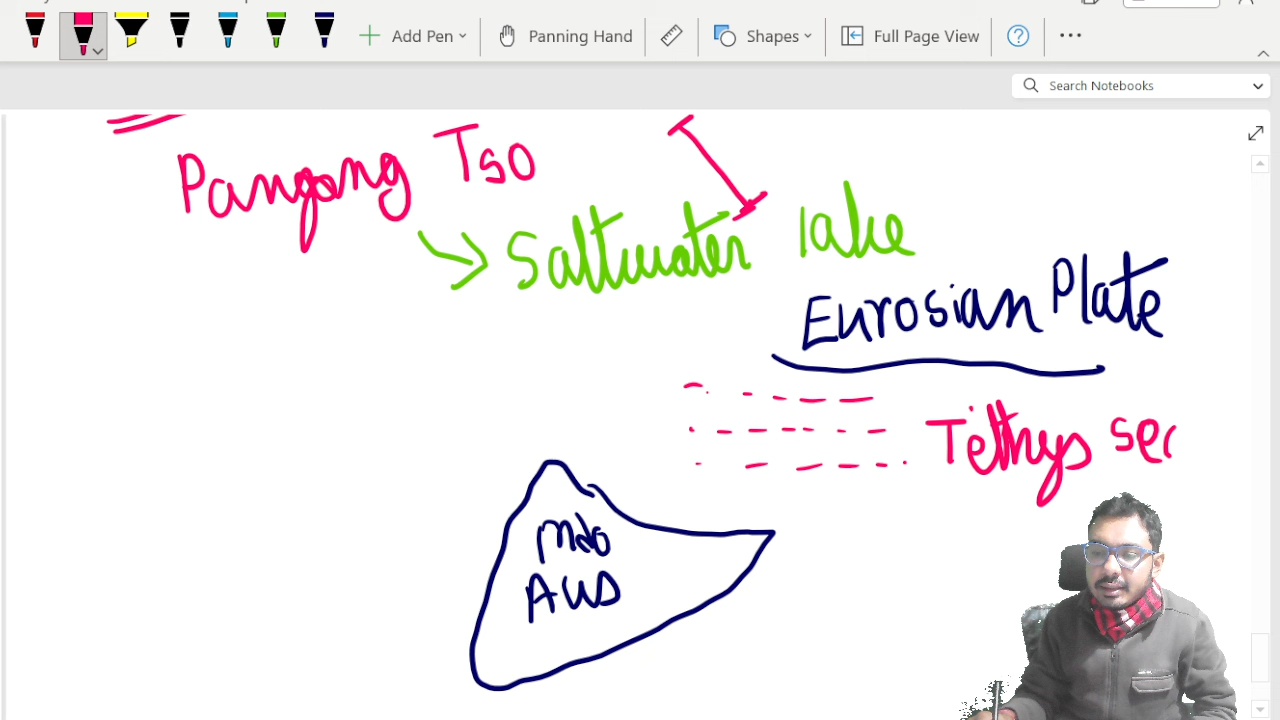 Add Pen
Panning Hand
Shapes
Full Page View
Search Notebooks
Pangong Tso
Saltwater lake
Eurosian Plate
Tethys sea
Indo
AUS